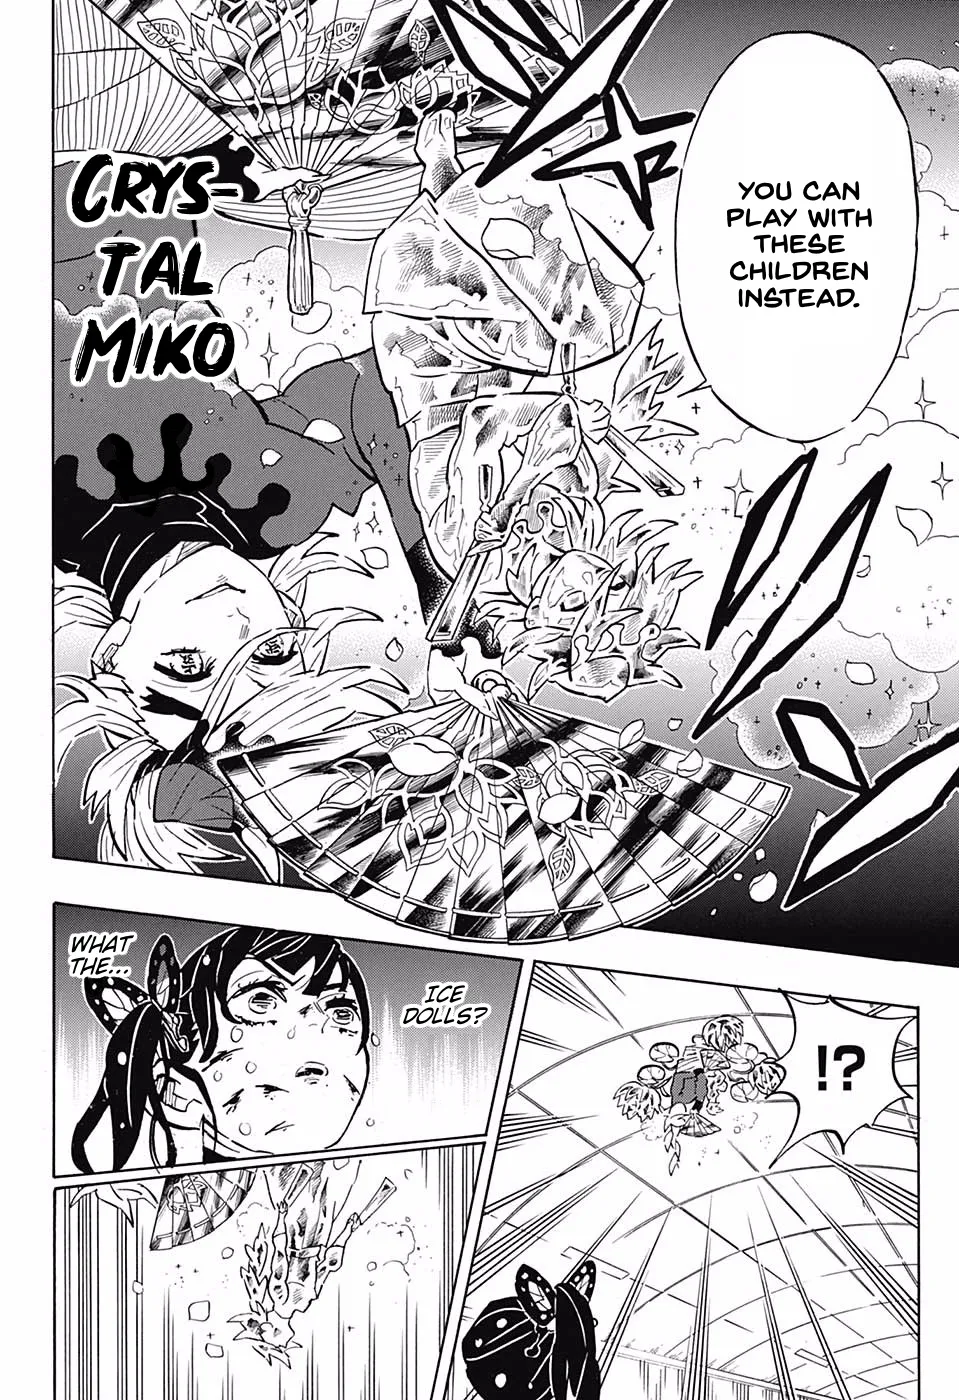 YOU CAN
PLAY WITH
THESE
CHILDREN
INSTEAD.
CRYS-
TAL
MIKO
!?
ICE
DOLLS?
WHAT
THE...